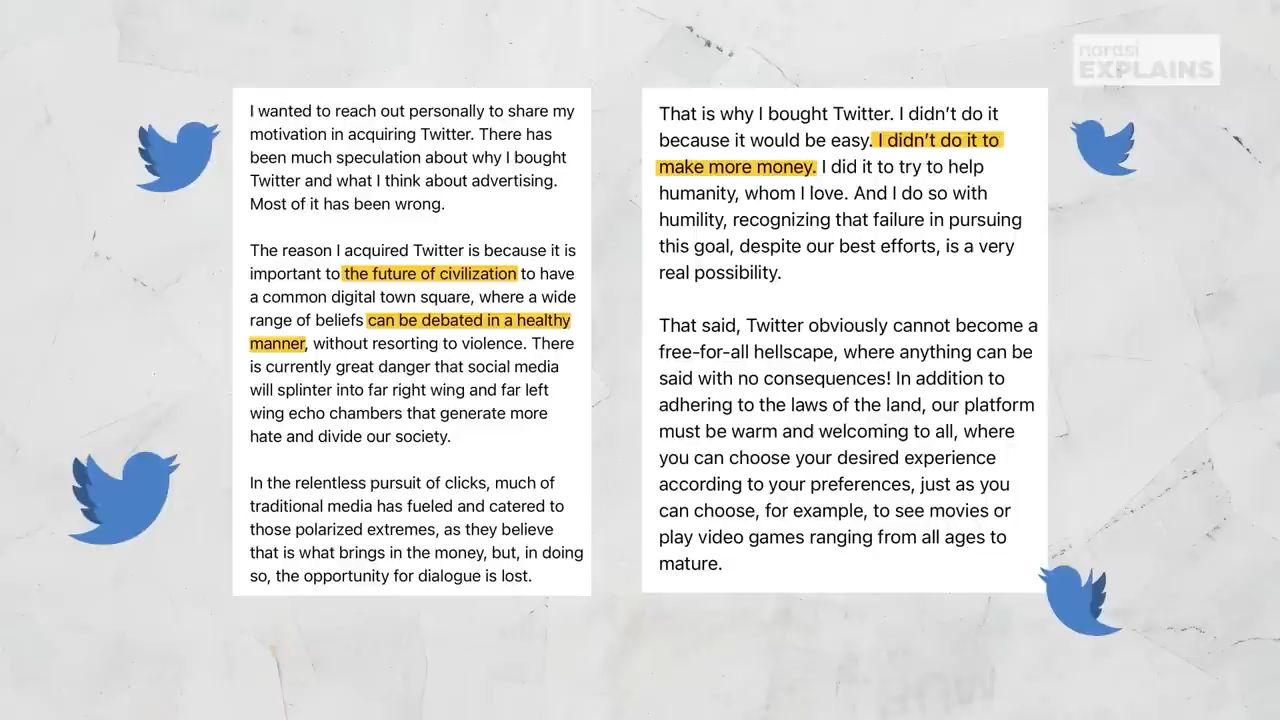 narasi
EXPLAINS
I wanted to reach out personally to share my
motivation in acquiring Twitter. There has
been much speculation about why I bought
Twitter and what I think about advertising.
Most of it has been wrong.
The reason I acquired Twitter is because it is
important to the future of civilization to have
a common digital town square, where a wide
range of beliefs can be debated in a healthy
manner, without resorting to violence. There
is currently great danger that social media
will splinter into far right wing and far left
wing echo chambers that generate more
hate and divide our society.
In the relentless pursuit of clicks, much of
traditional media has fueled and catered to
those polarized extremes, as they believe
that is what brings in the money, but, in doing
so, the opportunity for dialogue is lost.
That is why I bought Twitter. I didn’t do it
because it would be easy. I didn’t do it to
make more money. I did it to try to help
humanity, whom I love. And I do so with
humility, recognizing that failure in pursuing
this goal, despite our best efforts, is a very
real possibility.
That said, Twitter obviously cannot become a
free-for-all hellscape, where anything can be
said with no consequences! In addition to
adhering to the laws of the land, our platform
must be warm and welcoming to all, where
you can choose your desired experience
according to your preferences, just as you
can choose, for example, to see movies or
play video games ranging from all ages to
mature.